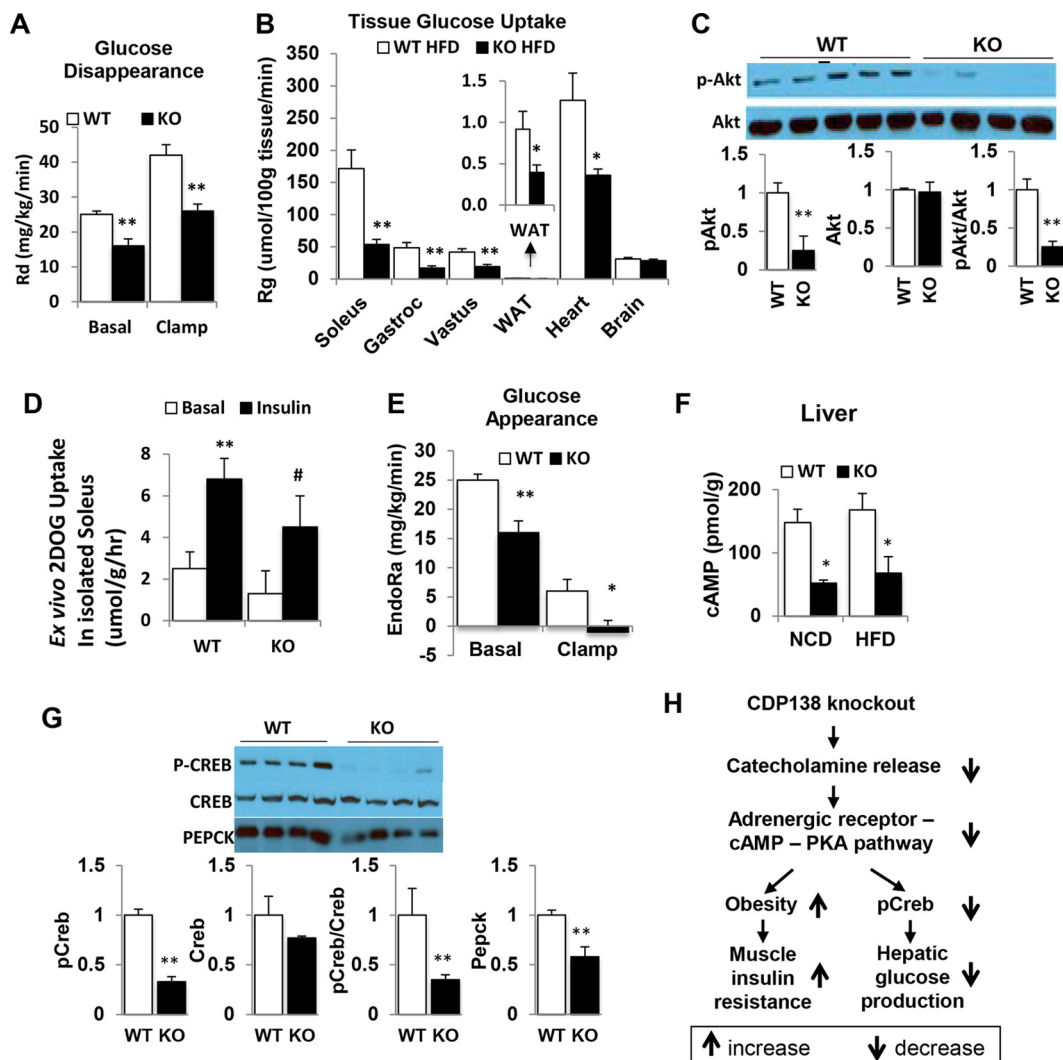 A
Glucose
Disappearance
WT KO
Rd (mg/kg/min)
50
40
30
20
10
0
**
**
Basal Clamp
B
Tissue Glucose Uptake
WT HFD KO HFD
Rg (umol/100g tissue/min)
400
350
300
250
200
150
100
50
0
1.5
1.0
0.5
0.0
*
WAT
**
**
**
*
Soleus
Gastroc
Vastus
WAT
Heart
Brain
C
WT KO
p-Akt
Akt
pAkt
1.5
1
0.5
0
**
WT
KO
Akt
1.5
1
0.5
0
WT
KO
pAkt/Akt
1.5
1
0.5
0
**
WT
KO
D
Basal Insulin
Ex vivo 2DOG Uptake
In isolated Soleus
(umol/g/hr)
8
6
4
2
0
**
#
WT KO
E
Glucose
Appearance
WT KO
EndoRa (mg/kg/min)
30
25
20
15
10
5
0
-5
**
*
Basal Clamp
F
Liver
WT KO
cAMP (pmol/g)
200
150
100
50
0
*
*
NCD HFD
G
WT KO
P-CREB
CREB
PEPCK
pCreb
1.5
1
0.5
0
**
WT KO
Creb
1.5
1
0.5
0
WT KO
pCreb/Creb
1.5
1
0.5
0
**
WT KO
Pepck
1.5
1
0.5
0
**
WT KO
H
CDP138 knockout
Catecholamine release
Adrenergic receptor –
cAMP – PKA pathway
Obesity pCreb
Muscle
insulin
resistance
Hepatic
glucose
production
increase decrease